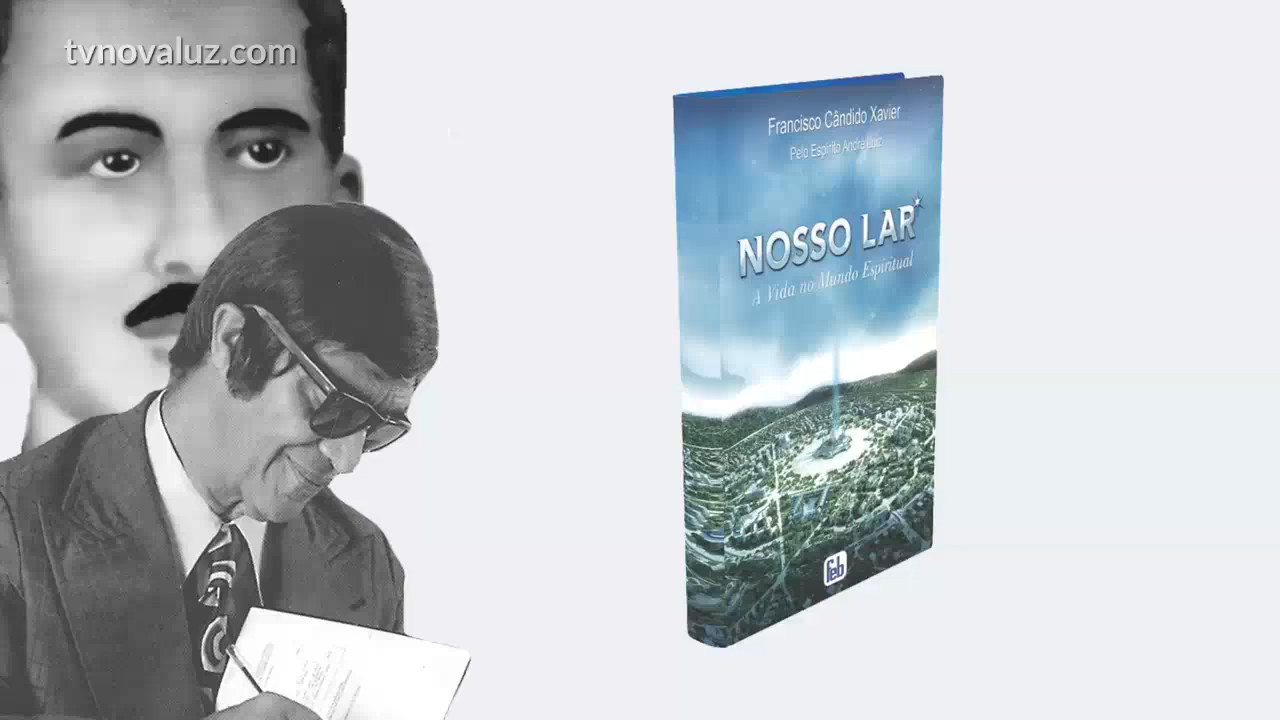 tvnovaluz.com
Francisco Cândido Xavier
Pelo Espírito André Luiz
NOSSO LAR
A Vida no Mundo Espiritual
feb